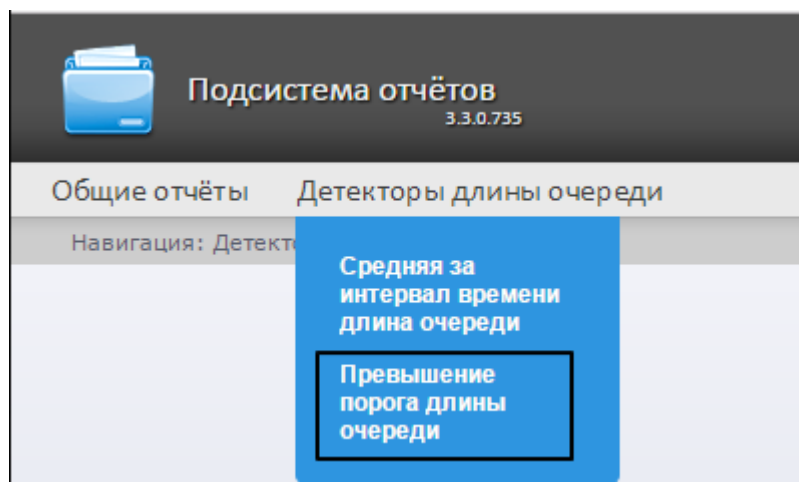 Подсистема отчётов
3.3.0.735
Общие отчёты Детекторы длины очереди
Навигация: Детект
Средняя за
интервал времени
длина очереди
Превышение
порога длины
очереди